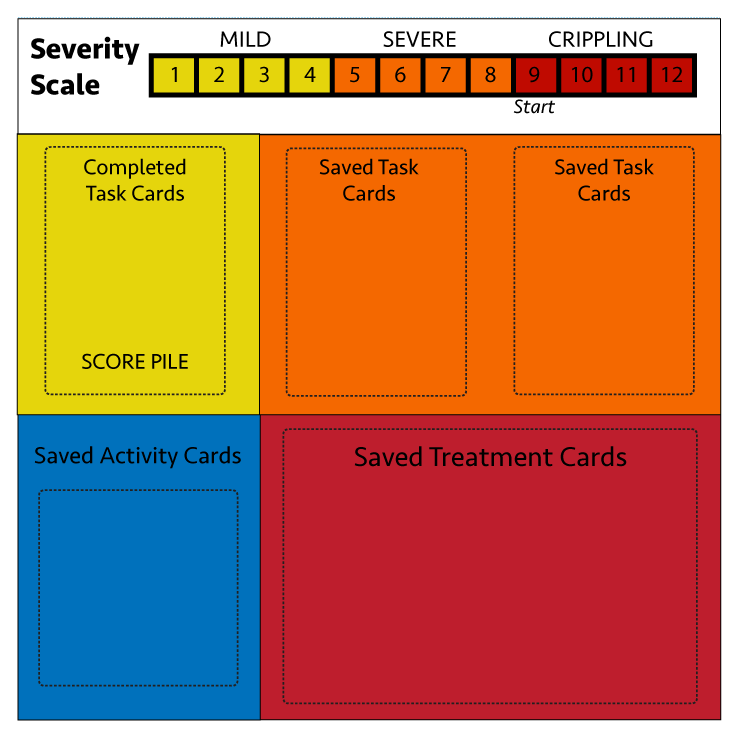 Severity
Scale
MILD SEVERE CRIPPLING
1 2 3 4 5 6 7 8 9 10 11 12
Start
Completed
Task Cards
SCORE PILE
Saved Task
Cards
Saved Task
Cards
Saved Activity Cards
Saved Treatment Cards